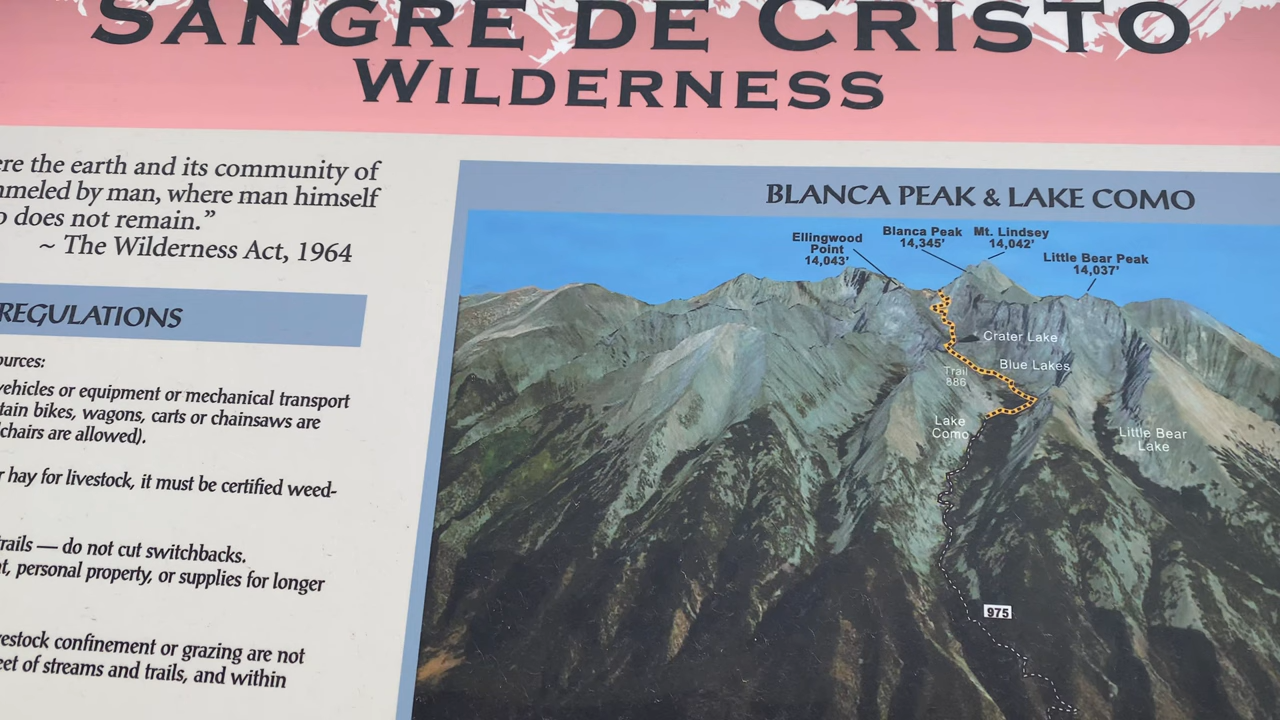 SANGRE DE CRISTO
WILDERNESS
ere the earth and its community of
nmeled by man, where man himself
o does not remain.”
~ The Wilderness Act, 1964
REGULATIONS
ources:
vehicles or equipment or mechanical transport
tain bikes, wagons, carts or chainsaws are
chairs are allowed).
r hay for livestock, it must be certified weed-
trails — do not cut switchbacks.
t, personal property, or supplies for longer
vestock confinement or grazing are not
eet of streams and trails, and within
BLANCA PEAK & LAKE COMO
Ellingwood
Point
14,043’
Blanca Peak
14,345’
Mt. Lindsey
14,042’
Little Bear Peak
14,037’
Crater Lake
Blue Lakes
Trail
886
Lake
Como
Little Bear
Lake
975